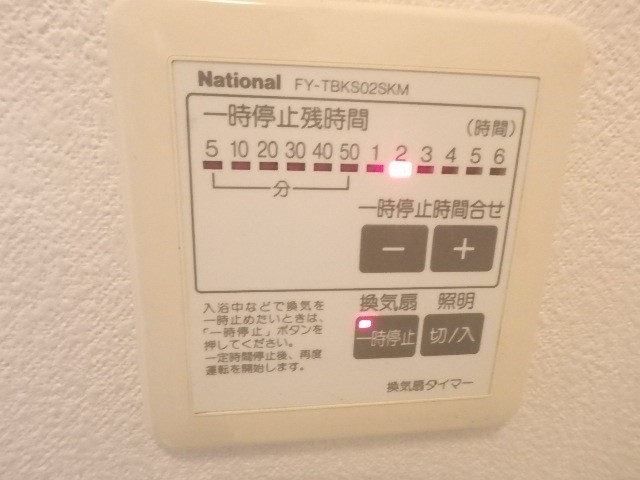 National FY-TBKS02SKM
一時停止残時間 (時間)
5 10 20 30 40 50 1 2 3 4 5 6
分
一時停止時間合せ
− +
換気扇 照明
一時停止 切/入
入浴中などで換気を
一時止めたいときは、
「一時停止」ボタンを
押してください。
一定時間停止後、再度
運転を開始します。
換気扇タイマー